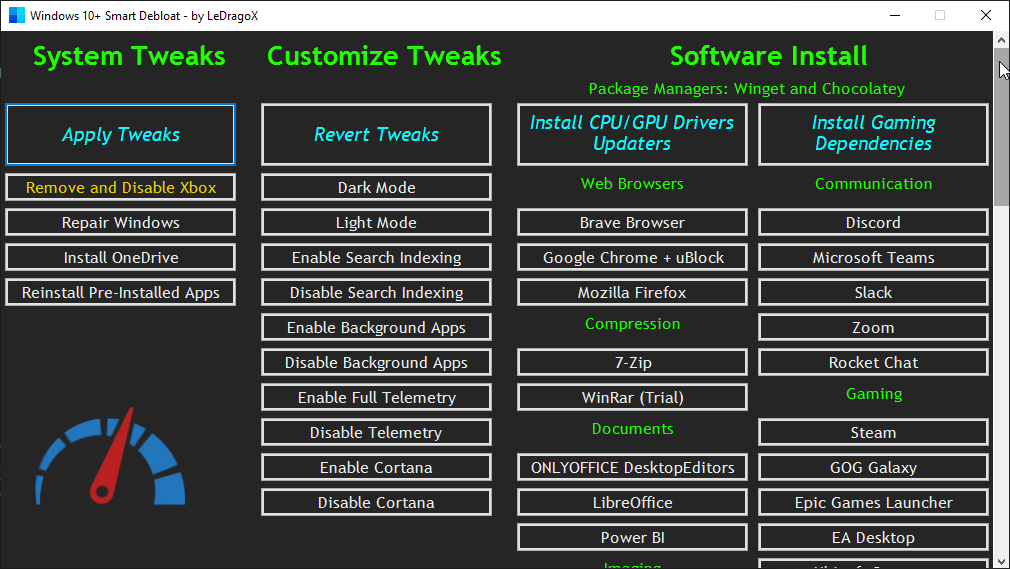 Windows 10+ Smart Debloat - by LeDragoX
System Tweaks
Apply Tweaks
Remove and Disable Xbox
Repair Windows
Install OneDrive
Reinstall Pre-Installed Apps
Customize Tweaks
Revert Tweaks
Dark Mode
Light Mode
Enable Search Indexing
Disable Search Indexing
Enable Background Apps
Disable Background Apps
Enable Full Telemetry
Disable Telemetry
Enable Cortana
Disable Cortana
Software Install
Package Managers: Winget and Chocolatey
Install CPU/GPU Drivers
Updaters
Web Browsers
Brave Browser
Google Chrome + uBlock
Mozilla Firefox
Compression
7-Zip
WinRar (Trial)
Documents
ONLYOFFICE DesktopEditors
LibreOffice
Power BI
Install Gaming
Dependencies
Communication
Discord
Microsoft Teams
Slack
Zoom
Rocket Chat
Gaming
Steam
GOG Galaxy
Epic Games Launcher
EA Desktop